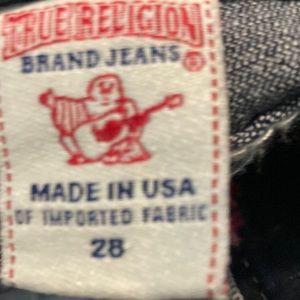 TRUE RELIGION
BRAND JEANS ®
MADE IN USA
OF IMPORTED FABRIC
28